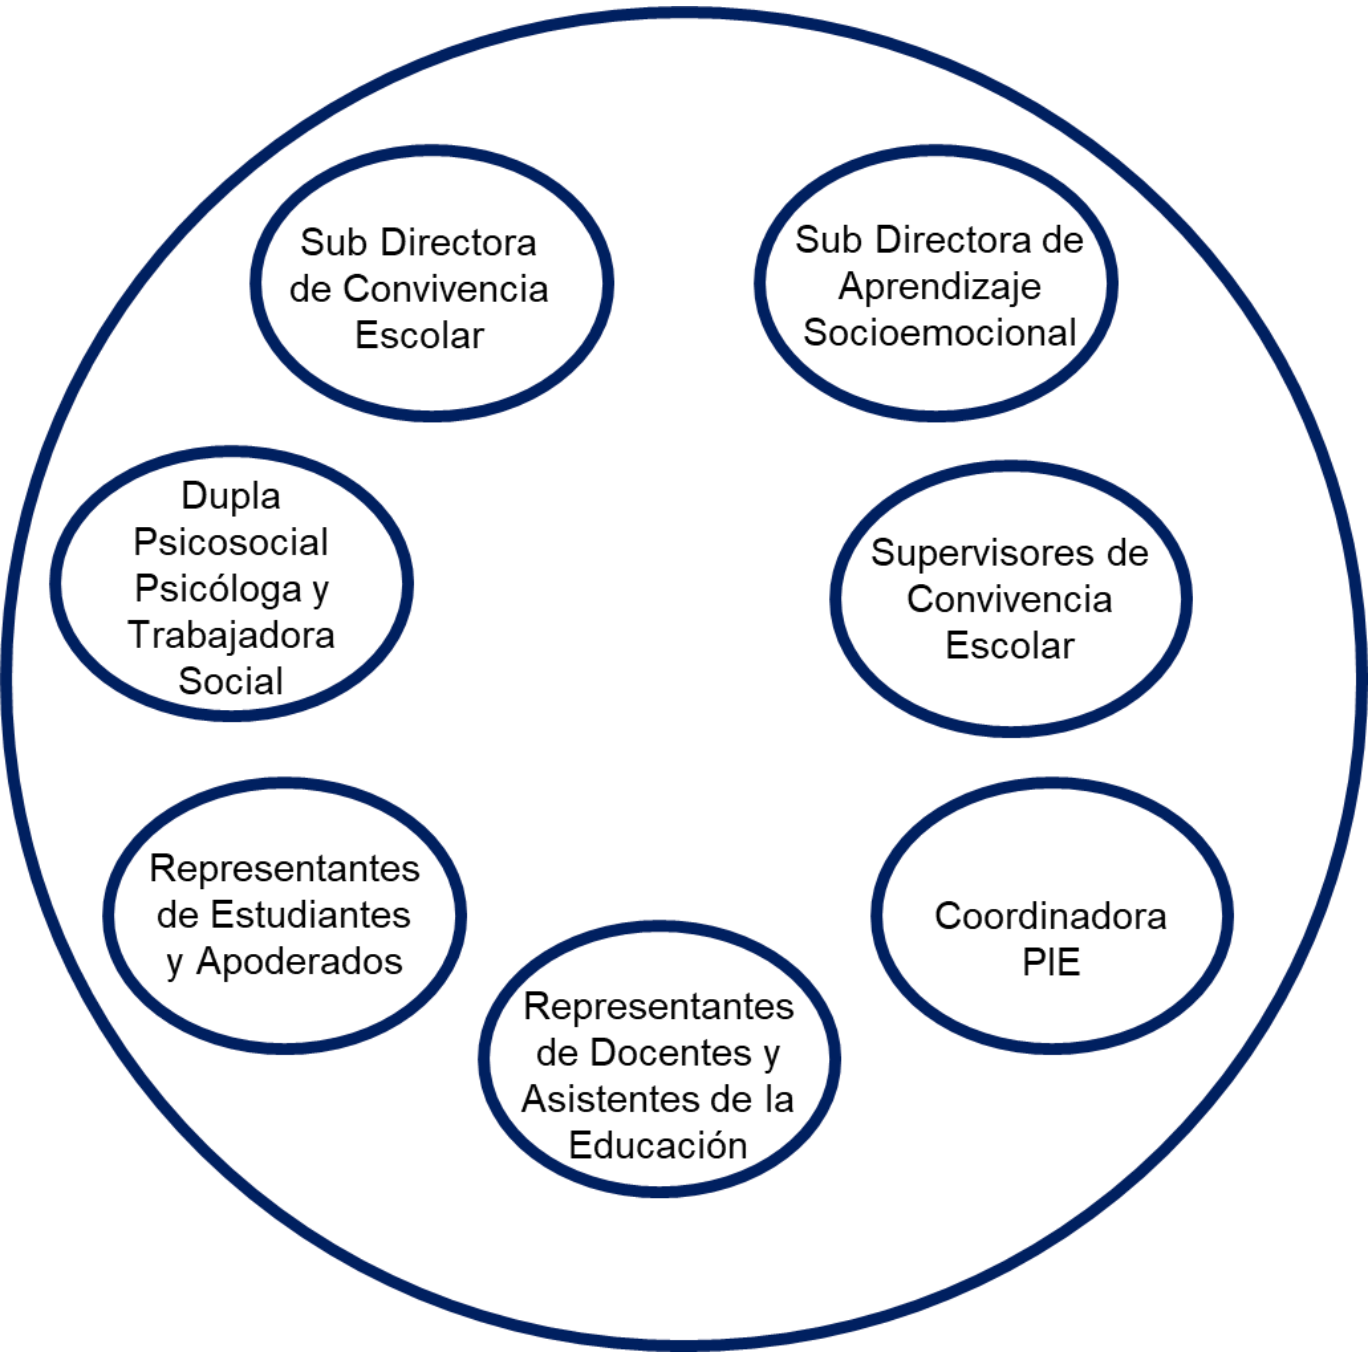 Sub Directora
de Convivencia
Escolar
Sub Directora de
Aprendizaje
Socioemocional
Dupla
Psicosocial
Psicóloga y
Trabajadora
Social
Supervisores de
Convivencia
Escolar
Representantes
de Estudiantes
y Apoderados
Coordinadora
PIE
Representantes
de Docentes y
Asistentes de la
Educación